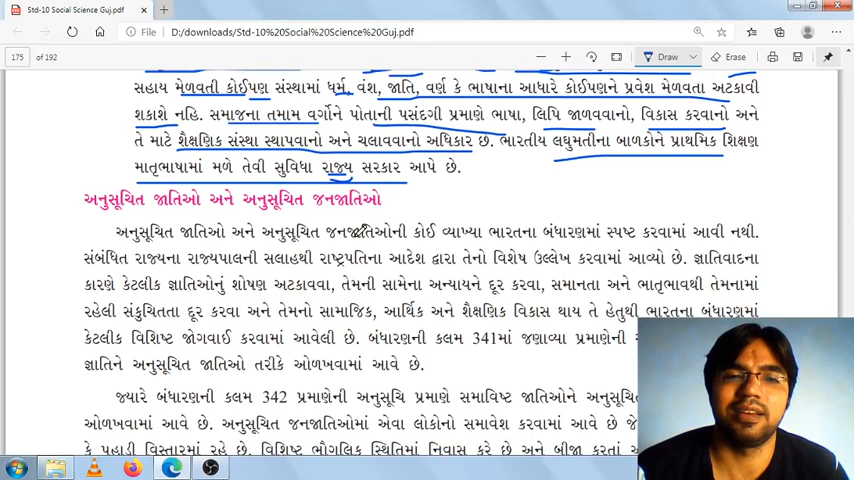 Std-10 Social Science Guj.pdf
File D:/downloads/Std-10%20Social%20Science%20Guj.pdf
175 of 192 Draw Erase
સહાય મેળવતી કોઈપણ સંસ્થામાં ધર્મ, વંશ, જાતિ, વર્ણ કે ભાષાના આધારે કોઈપણને પ્રવેશ મેળવતા અટકાવી
શકાશે નહિ. સમાજના તમામ વર્ગોને પોતાની પસંદગી પ્રમાણે ભાષા, લિપિ જાળવવાનો, વિકાસ કરવાનો અને
તે માટે શૈક્ષણિક સંસ્થા સ્થાપવાનો અને ચલાવવાનો અધિકાર છે. ભારતીય લઘુમતીના બાળકોને પ્રાથમિક શિક્ષણ
માતૃભાષામાં મળે તેવી સુવિધા રાજ્ય સરકાર આપે છે.
અનુસૂચિત જાતિઓ અને અનુસૂચિત જનજાતિઓ
અનુસૂચિત જાતિઓ અને અનુસૂચિત જનજાતિઓની કોઈ વ્યાખ્યા ભારતના બંધારણમાં સ્પષ્ટ કરવામાં આવી નથી.
સંબંધિત રાજ્યના રાજ્યપાલની સલાહથી રાષ્ટ્રપતિના આદેશ દ્વારા તેનો વિશેષ ઉલ્લેખ કરવામાં આવ્યો છે. જ્ઞાતિવાદના
કારણે કેટલીક જ્ઞાતિઓનું શોષણ અટકાવવા, તેમની સામેના અન્યાયને દૂર કરવા, સમાનતા અને ભાતૃભાવથી તેમનામાં
રહેલી સંકુચિતતા દૂર કરવા અને તેમનો સામાજિક, આર્થિક અને શૈક્ષણિક વિકાસ થાય તે હેતુથી ભારતના બંધારણમાં
કેટલીક વિશિષ્ટ જોગવાઈ કરવામાં આવેલી છે. બંધારણની કલમ 341માં જણાવ્યા પ્રમાણેની
જ્ઞાતિને અનુસૂચિત જાતિઓ તરીકે ઓળખવામાં આવે છે.
જ્યારે બંધારણની કલમ 342 પ્રમાણેની અનુસૂચિ પ્રમાણે સમાવિષ્ટ જાતિઓને અનુસૂચિ
ઓળખવામાં આવે છે. અનુસૂચિત જનજાતિઓમાં એવા લોકોનો સમાવેશ કરવામાં આવે છે જે
કે પહાડી વિસ્તારમાં રહે છે. વિશિષ્ટ ભૌગલિક સ્થિતિમાં નિવાસ કરે છે અને બીજા કરતાં